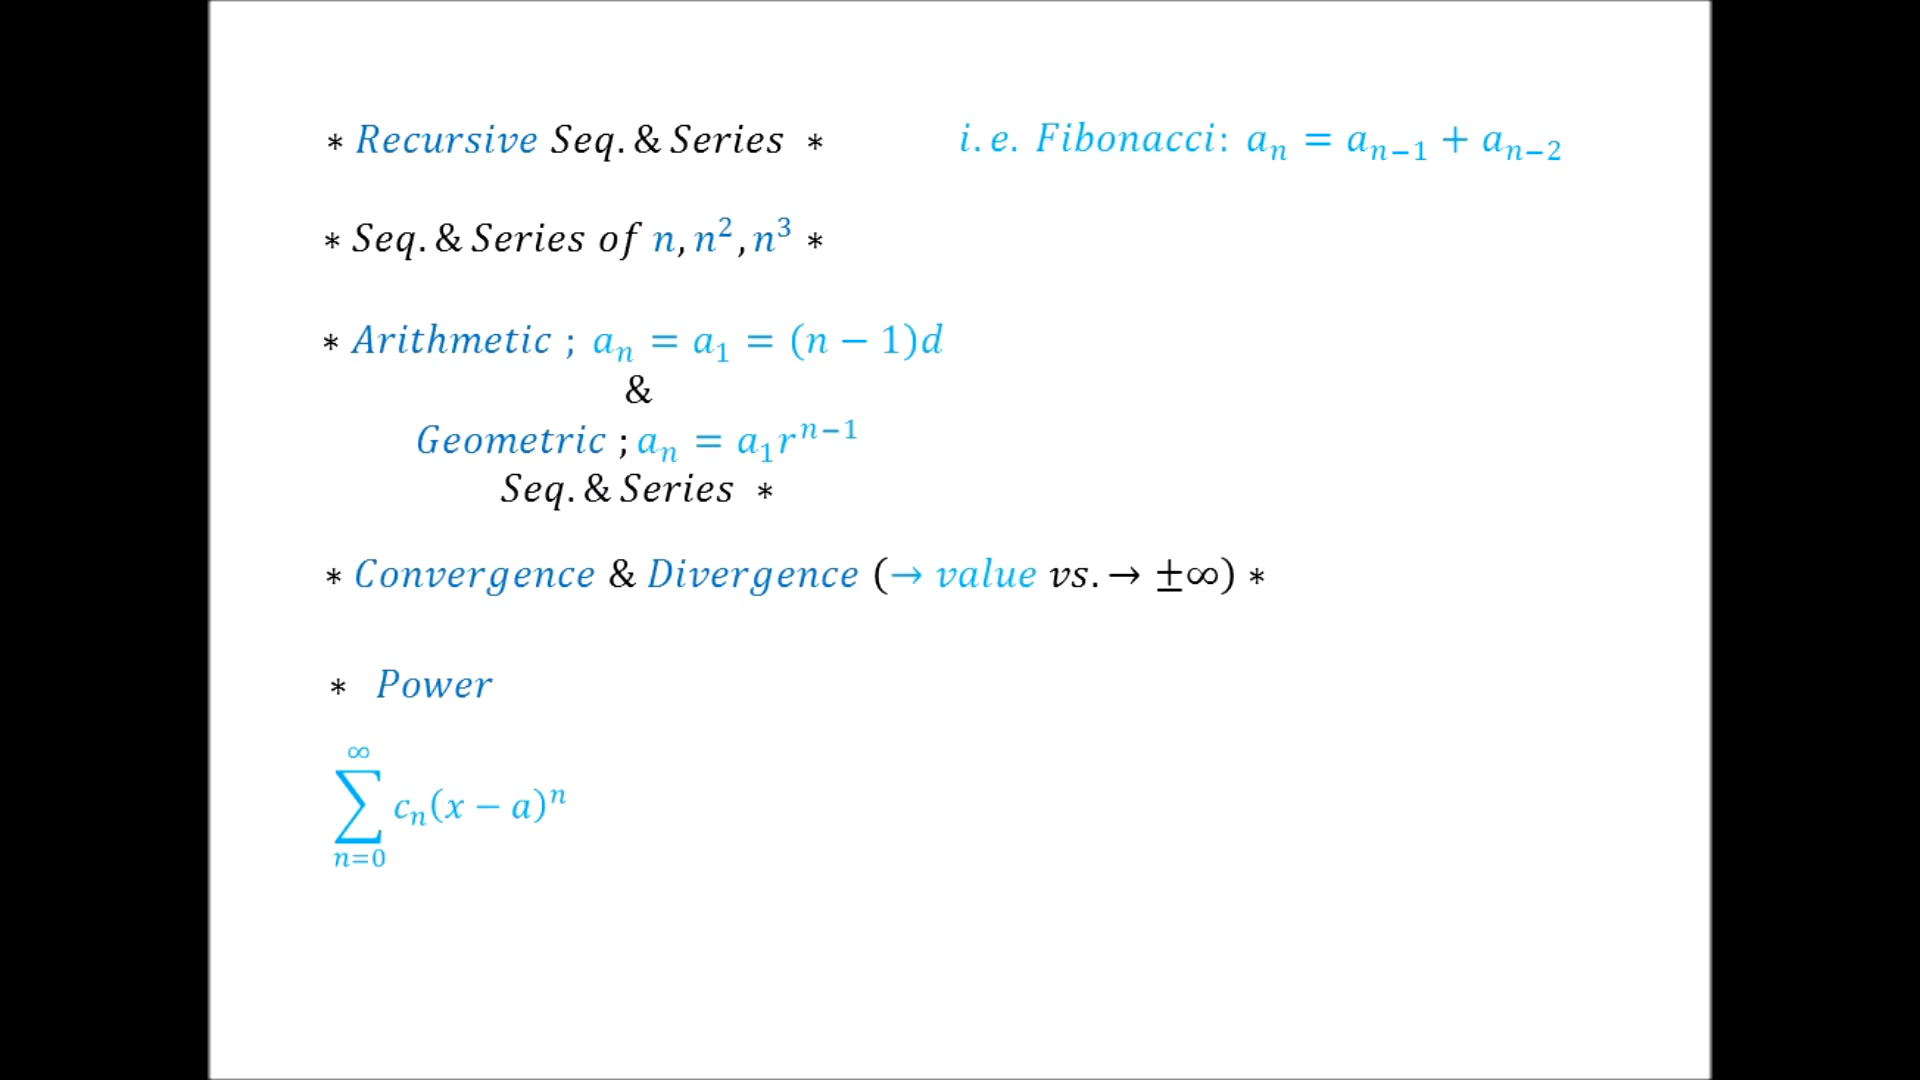 * Recursive Seq. & Series * i.e. Fibonacci: aₙ = aₙ₋₁ + aₙ₋₂
* Seq. & Series of n, n², n³ *
* Arithmetic ; aₙ = a₁ = (n − 1)d
&
Geometric ; aₙ = a₁rⁿ⁻¹
Seq. & Series *
* Convergence & Divergence (→ value vs. → ±∞) *
* Power
∞
∑ cₙ(x − a)ⁿ
n=0